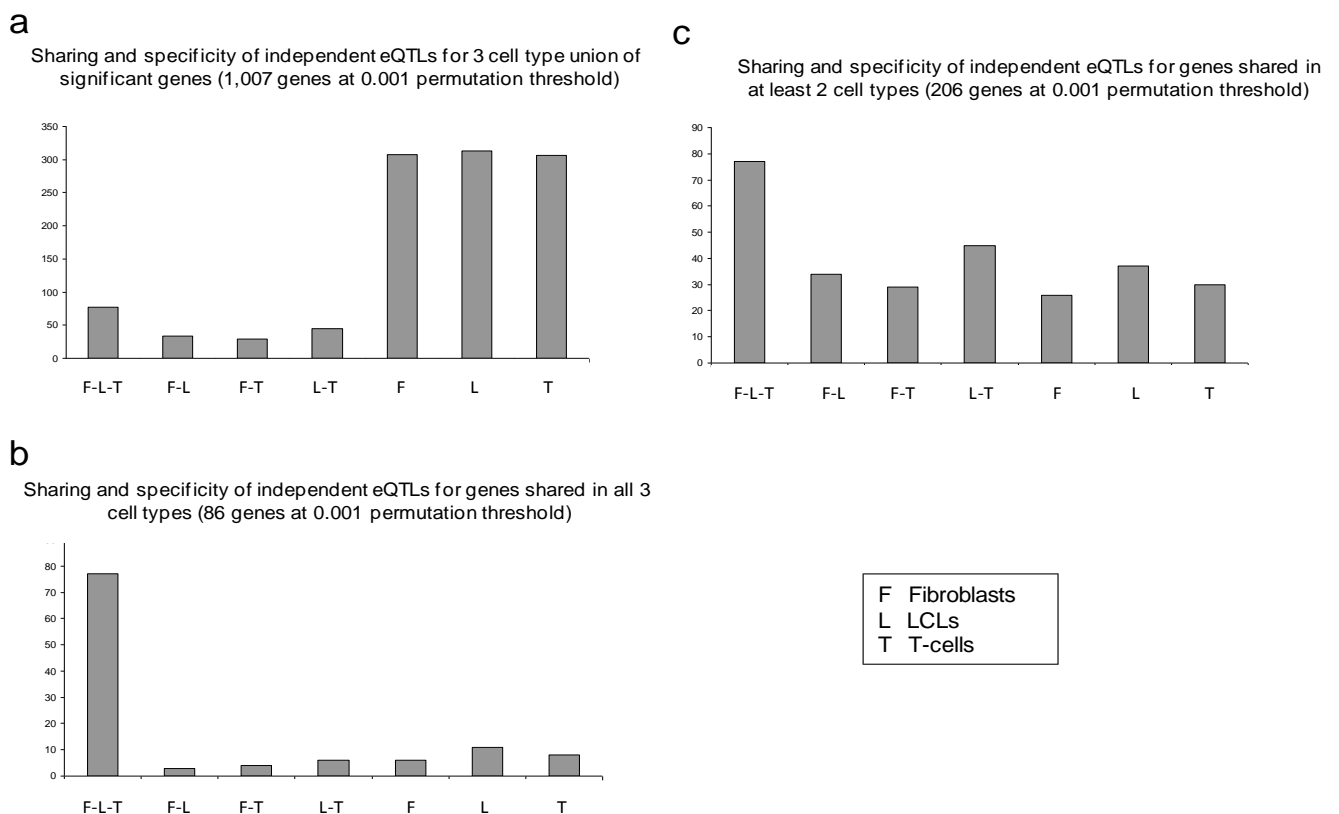 a
Sharing and specificity of independent eQTLs for 3 cell type union of
significant genes (1,007 genes at 0.001 permutation threshold)
350
300
250
200
150
100
50
0
F-L-T F-L F-T L-T F L T
b
Sharing and specificity of independent eQTLs for genes shared in all 3
cell types (86 genes at 0.001 permutation threshold)
80
70
60
50
40
30
20
10
0
F-L-T F-L F-T L-T F L T
c
Sharing and specificity of independent eQTLs for genes shared in
at least 2 cell types (206 genes at 0.001 permutation threshold)
90
80
70
60
50
40
30
20
10
0
F-L-T F-L F-T L-T F L T
F Fibroblasts
L LCLs
T T-cells